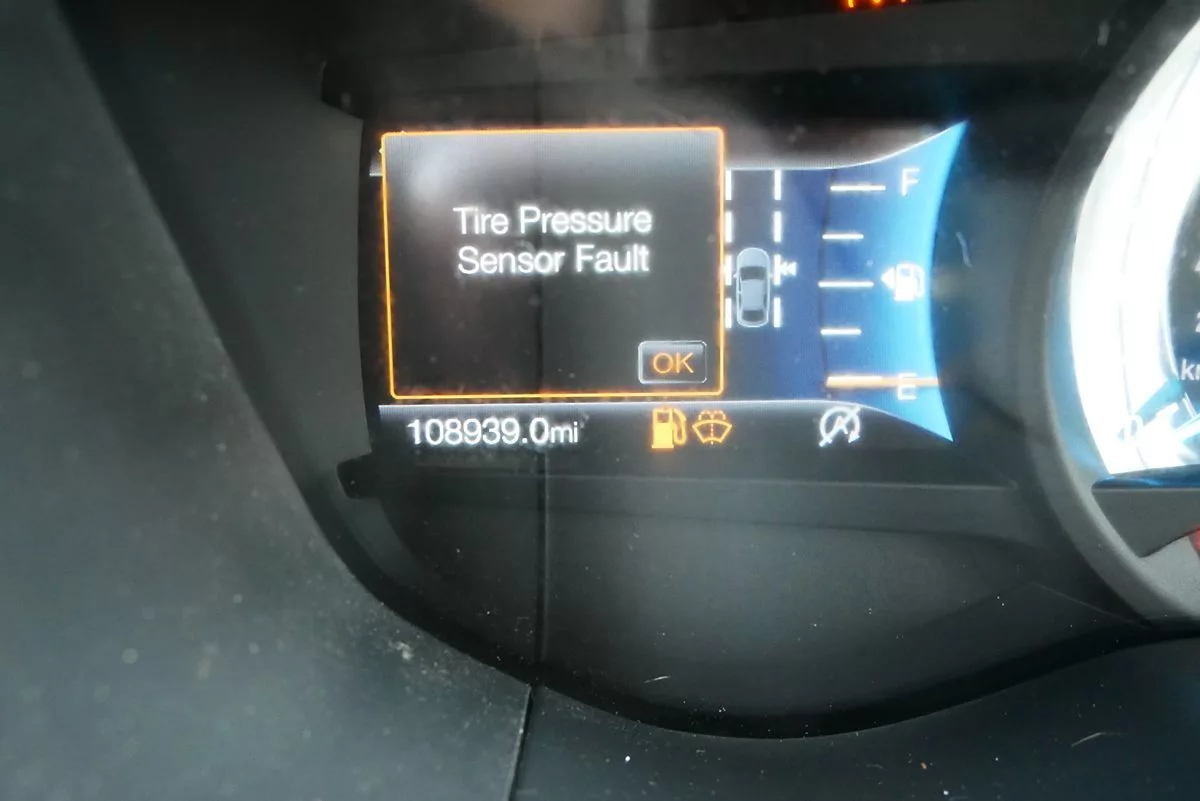 Tire Pressure
Sensor Fault
OK
F
E
108939.0mi